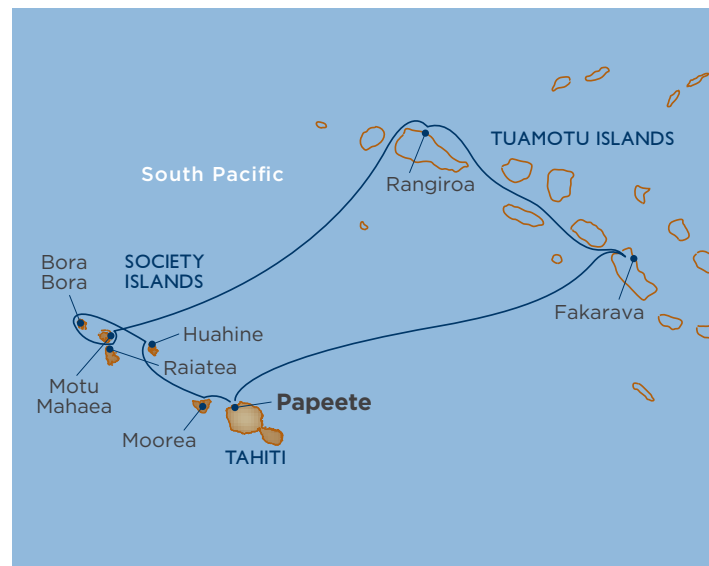 TUAMOTU ISLANDS
South Pacific
Rangiroa
Bora
Bora
SOCIETY
ISLANDS
Fakarava
Huahine
Raiatea
Motu
Mahaea
Papeete
Moorea
TAHITI